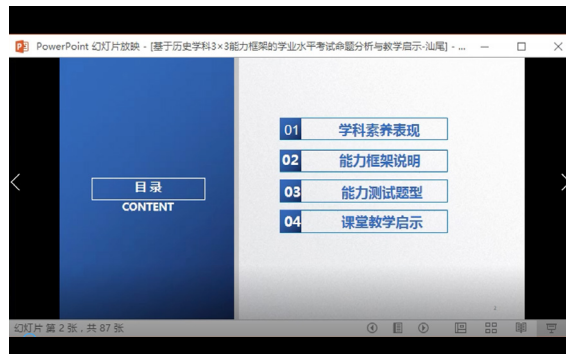 PowerPoint 幻灯片放映 - [基于历史学科3×3能力框架的学业水平考试命题分析与教学启示-汕尾] - ...
目录
CONTENT
01 学科素养表现
02 能力框架说明
03 能力测试题型
04 课堂教学启示
2
幻灯片 第 2 张，共 87 张